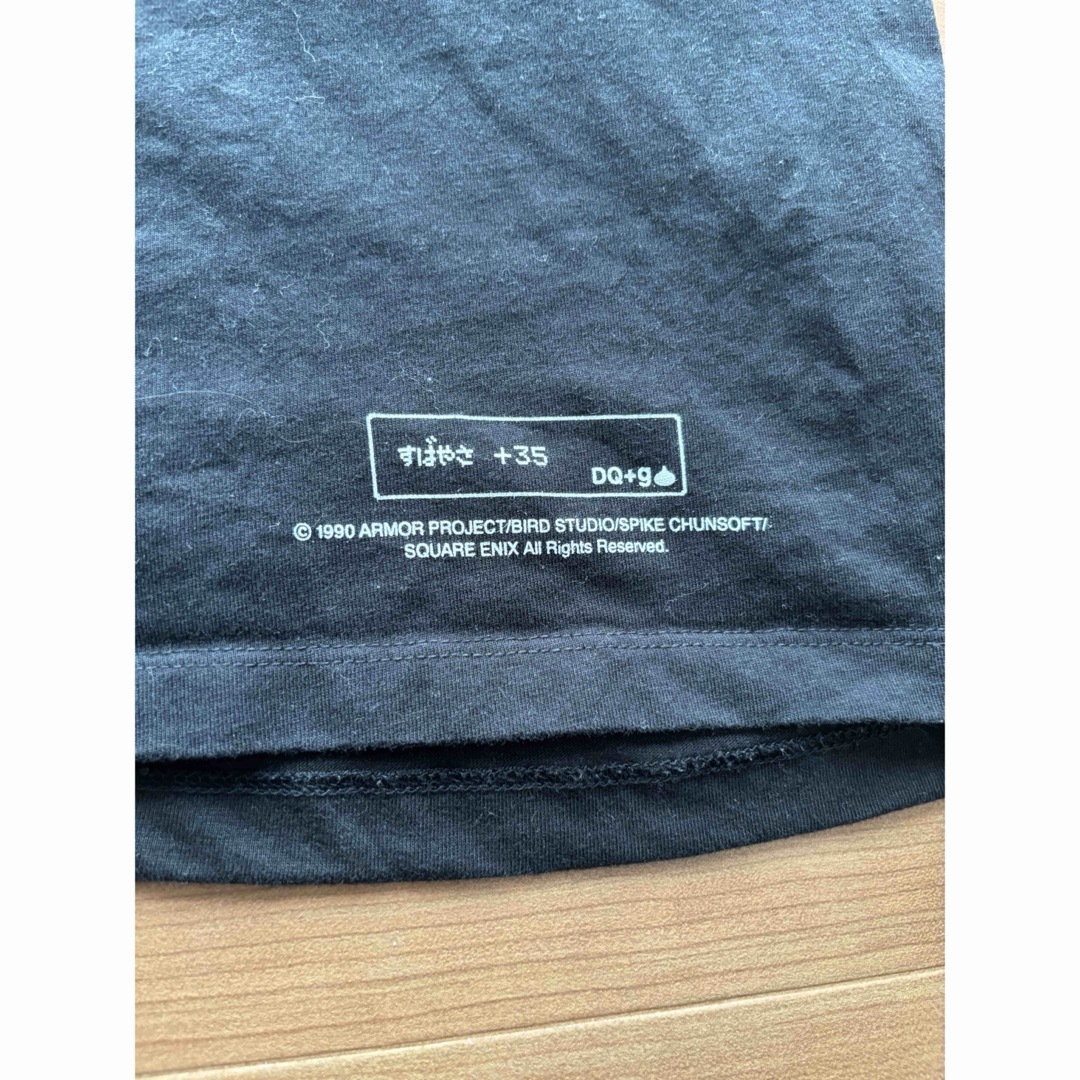 すばやさ +35
DQ+g
© 1990 ARMOR PROJECT/BIRD STUDIO/SPIKE CHUNSOFT/
SQUARE ENIX All Rights Reserved.